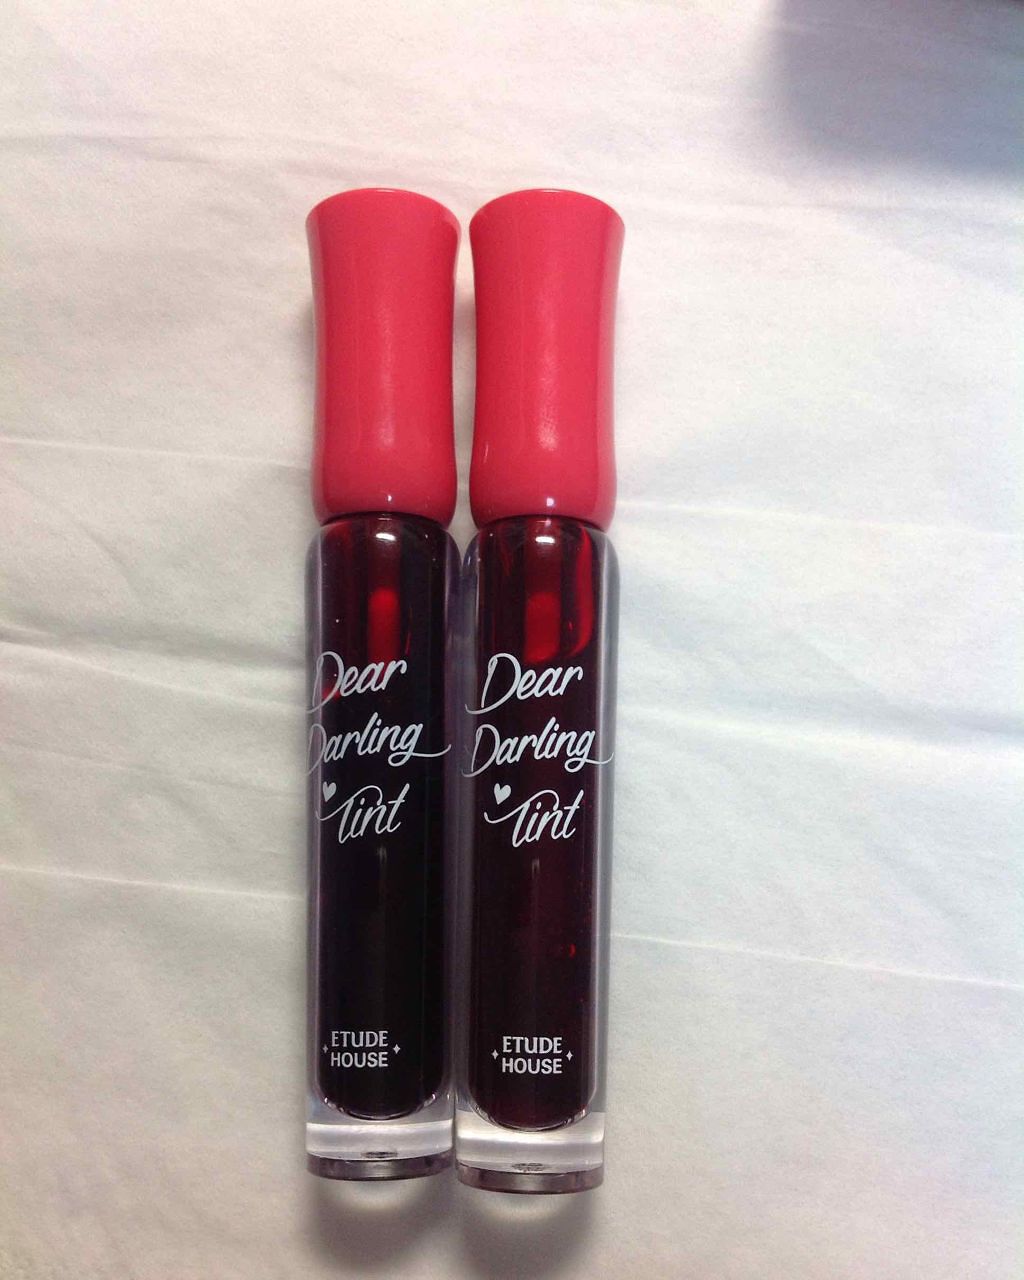 Dear
Darling
Tint
ETUDE
HOUSE
Dear
Darling
Tint
ETUDE
HOUSE